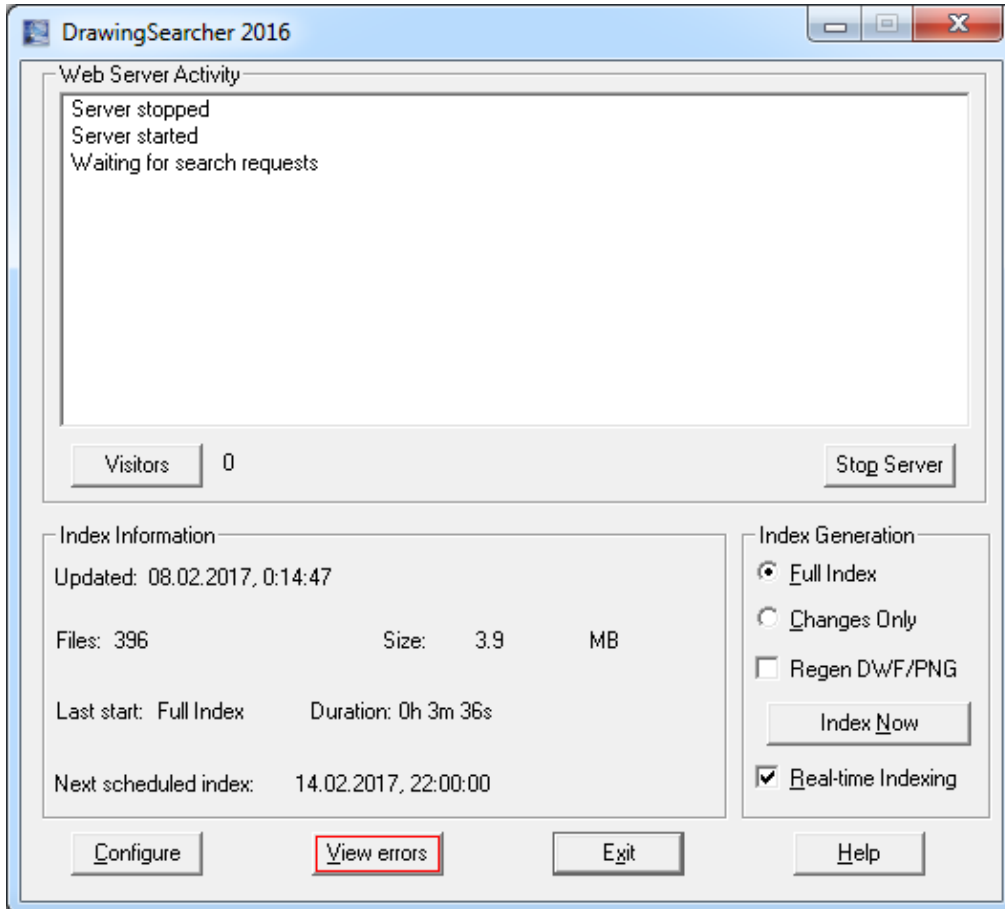 DrawingSearcher 2016
Web Server Activity
Server stopped
Server started
Waiting for search requests
Visitors 0 Stop Server
Index Information
Updated: 08.02.2017, 0:14:47
Files: 396 Size: 3.9 MB
Last start: Full Index Duration: 0h 3m 36s
Next scheduled index: 14.02.2017, 22:00:00
Index Generation
Full Index
Changes Only
Regen DWF/PNG
Index Now
Real-time Indexing
Configure View errors Exit Help